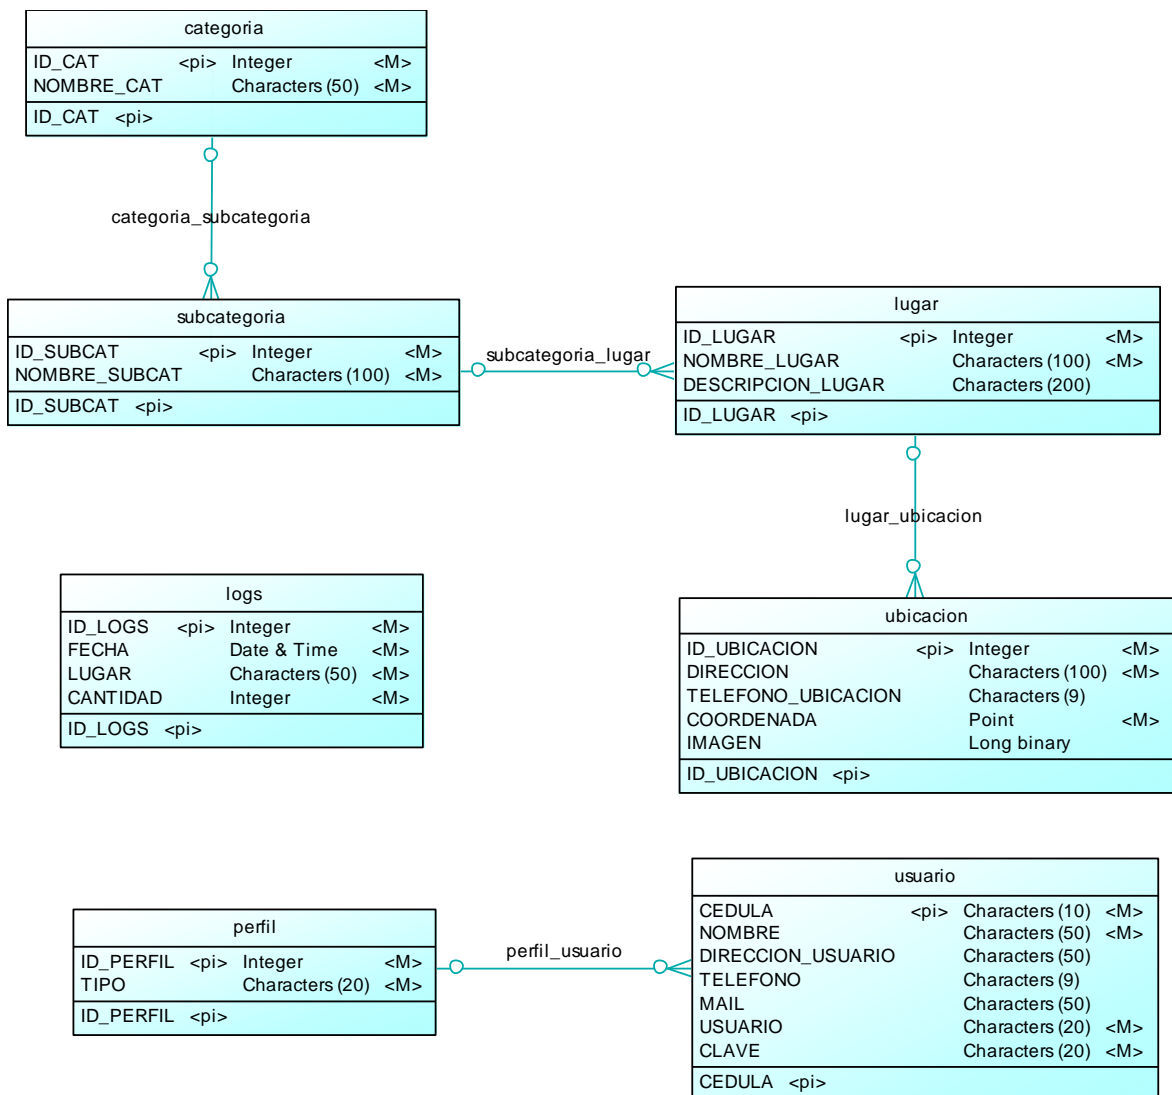 categoria
ID_CAT <pi> Integer <M>
NOMBRE_CAT Characters (50) <M>
ID_CAT <pi>
categoria_subcategoria
subcategoria
ID_SUBCAT <pi> Integer <M>
NOMBRE_SUBCAT Characters (100) <M>
ID_SUBCAT <pi>
subcategoria_lugar
lugar
ID_LUGAR <pi> Integer <M>
NOMBRE_LUGAR Characters (100) <M>
DESCRIPCION_LUGAR Characters (200)
ID_LUGAR <pi>
lugar_ubicacion
logs
ID_LOGS <pi> Integer <M>
FECHA Date & Time <M>
LUGAR Characters (50) <M>
CANTIDAD Integer <M>
ID_LOGS <pi>
ubicacion
ID_UBICACION <pi> Integer <M>
DIRECCION Characters (100) <M>
TELEFONO_UBICACION Characters (9)
COORDENADA Point <M>
IMAGEN Long binary
ID_UBICACION <pi>
perfil
ID_PERFIL <pi> Integer <M>
TIPO Characters (20) <M>
ID_PERFIL <pi>
perfil_usuario
usuario
CEDULA <pi> Characters (10) <M>
NOMBRE Characters (50) <M>
DIRECCION_USUARIO Characters (50)
TELEFONO Characters (9)
MAIL Characters (50)
USUARIO Characters (20) <M>
CLAVE Characters (20) <M>
CEDULA <pi>